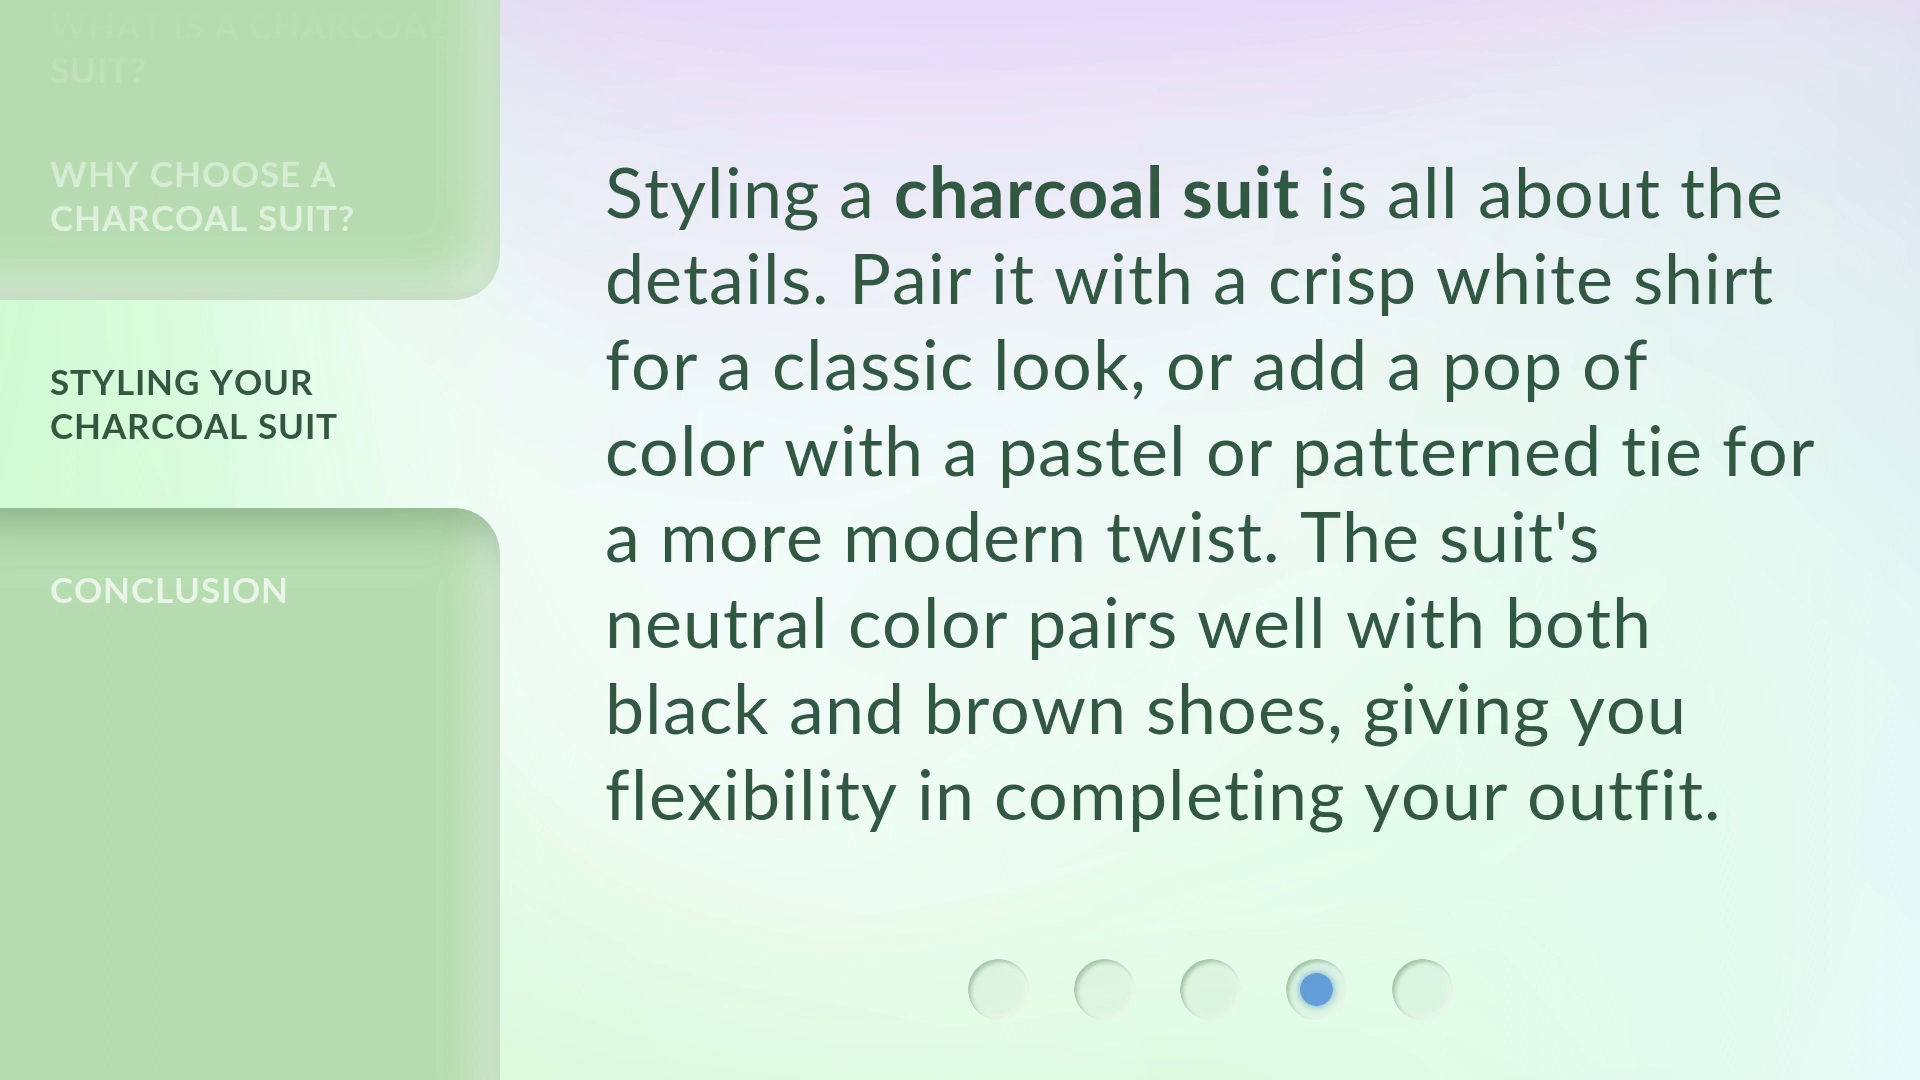 WHAT IS A CHARCOAL
SUIT?
WHY CHOOSE A
CHARCOAL SUIT?
STYLING YOUR
CHARCOAL SUIT
CONCLUSION
Styling a charcoal suit is all about the
details. Pair it with a crisp white shirt
for a classic look, or add a pop of
color with a pastel or patterned tie for
a more modern twist. The suit's
neutral color pairs well with both
black and brown shoes, giving you
flexibility in completing your outfit.